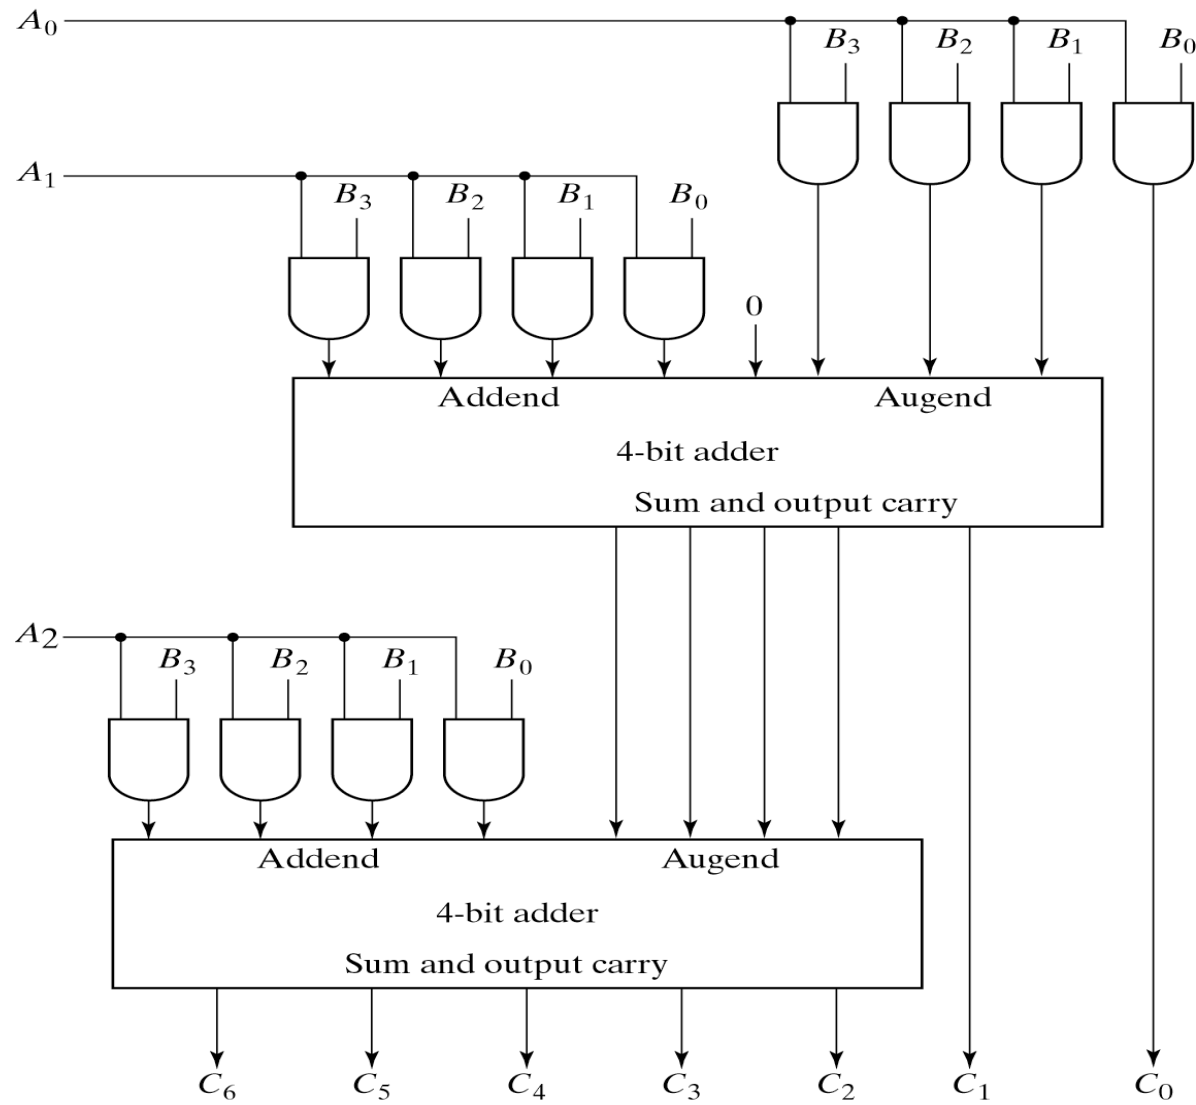 A0
B3 B2 B1 B0
A1
B3 B2 B1 B0
0
Addend Augend
4-bit adder
Sum and output carry
A2
B3 B2 B1 B0
Addend Augend
4-bit adder
Sum and output carry
C6 C5 C4 C3 C2 C1 C0